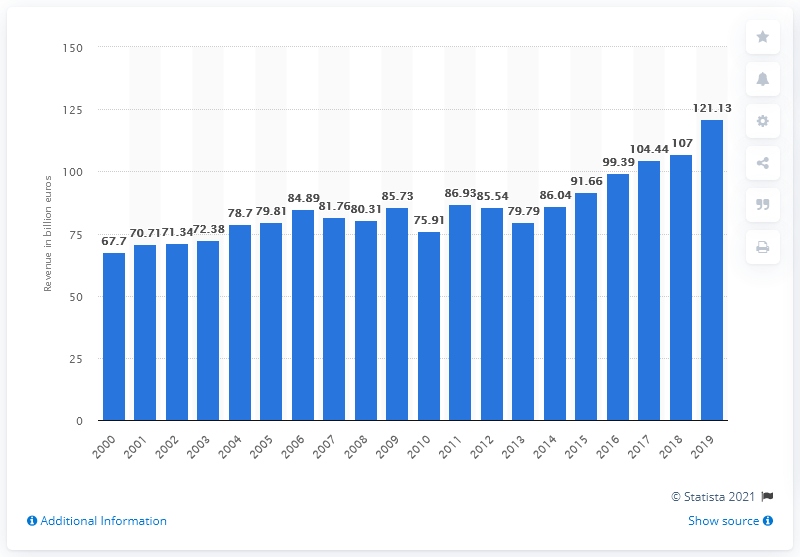 150
125
100
75
50
25
0
Revenue in billion euros
67.7 70.71 71.34 72.38 78.7 79.81 84.89 81.76 80.31 85.73 75.91 86.93 85.54 79.79 86.04 91.66 99.39 104.44 107 121.13
2000 2001 2002 2003 2004 2005 2006 2007 2008 2009 2010 2011 2012 2013 2014 2015 2016 2017 2018 2019
© Statista 2021
Additional Information
Show source